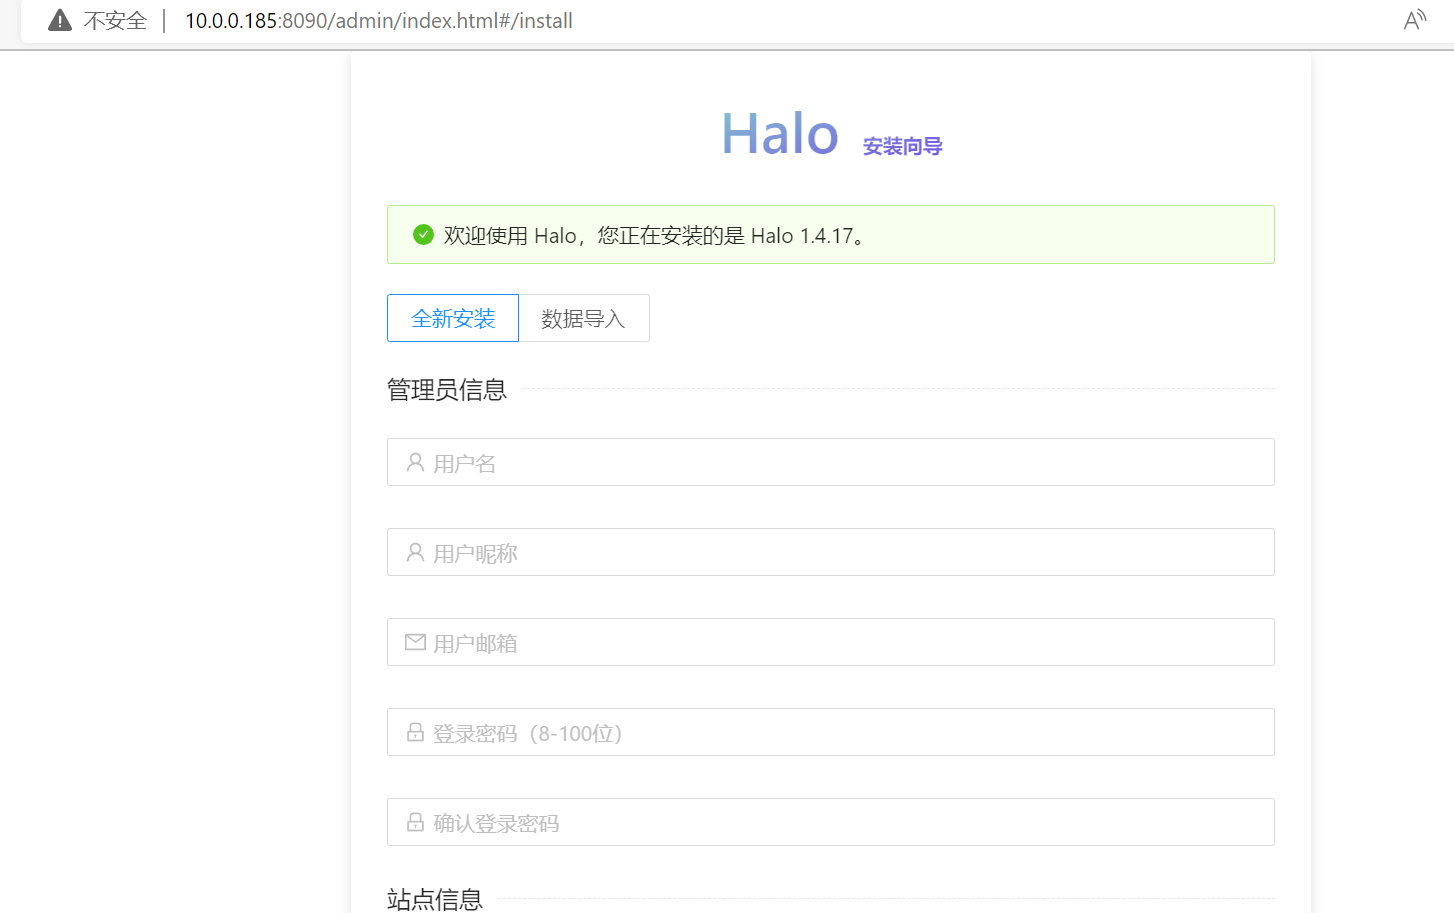 不安全 | 10.0.0.185:8090/admin/index.html#/install
Halo 安装向导
欢迎使用 Halo，您正在安装的是 Halo 1.4.17。
全新安装 数据导入
管理员信息
用户名
用户昵称
用户邮箱
登录密码（8-100位）
确认登录密码
站点信息